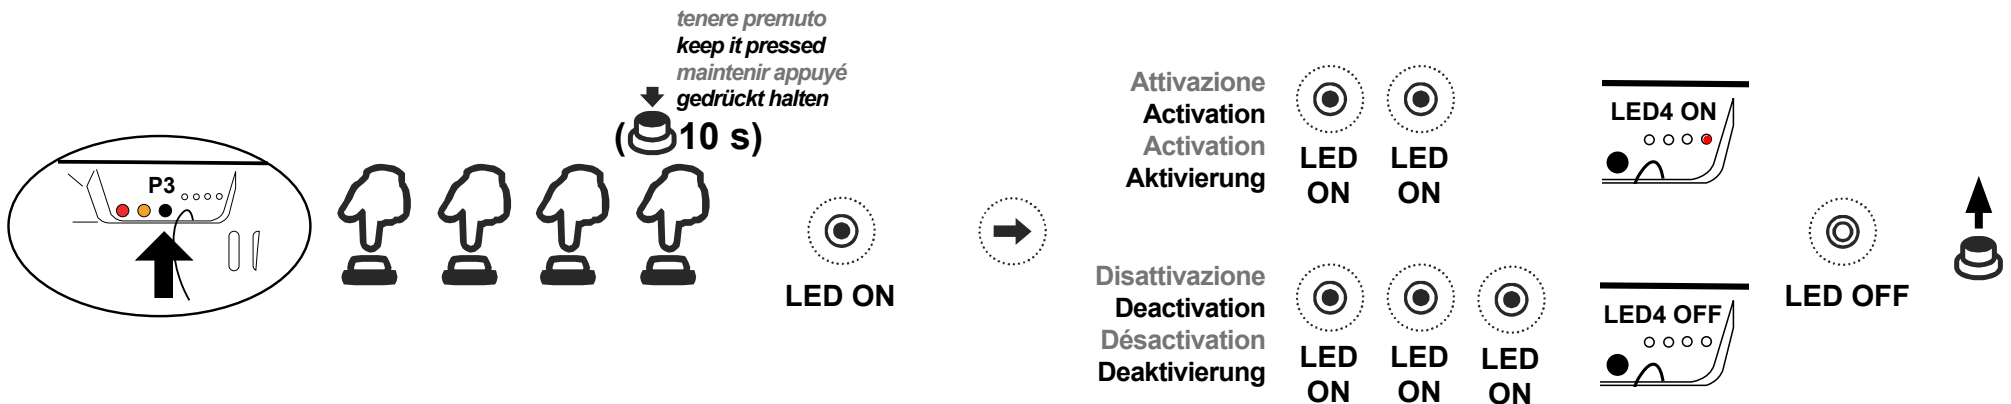 tenere premuto
keep it pressed
maintenir appuyé
gedrückt halten
(10 s)
P3
LED ON
Attivazione
Activation
Activation
Aktivierung
LED
ON
LED
ON
LED4 ON
Disattivazione
Deactivation
Désactivation
Deaktivierung
LED
ON
LED
ON
LED
ON
LED4 OFF
LED OFF